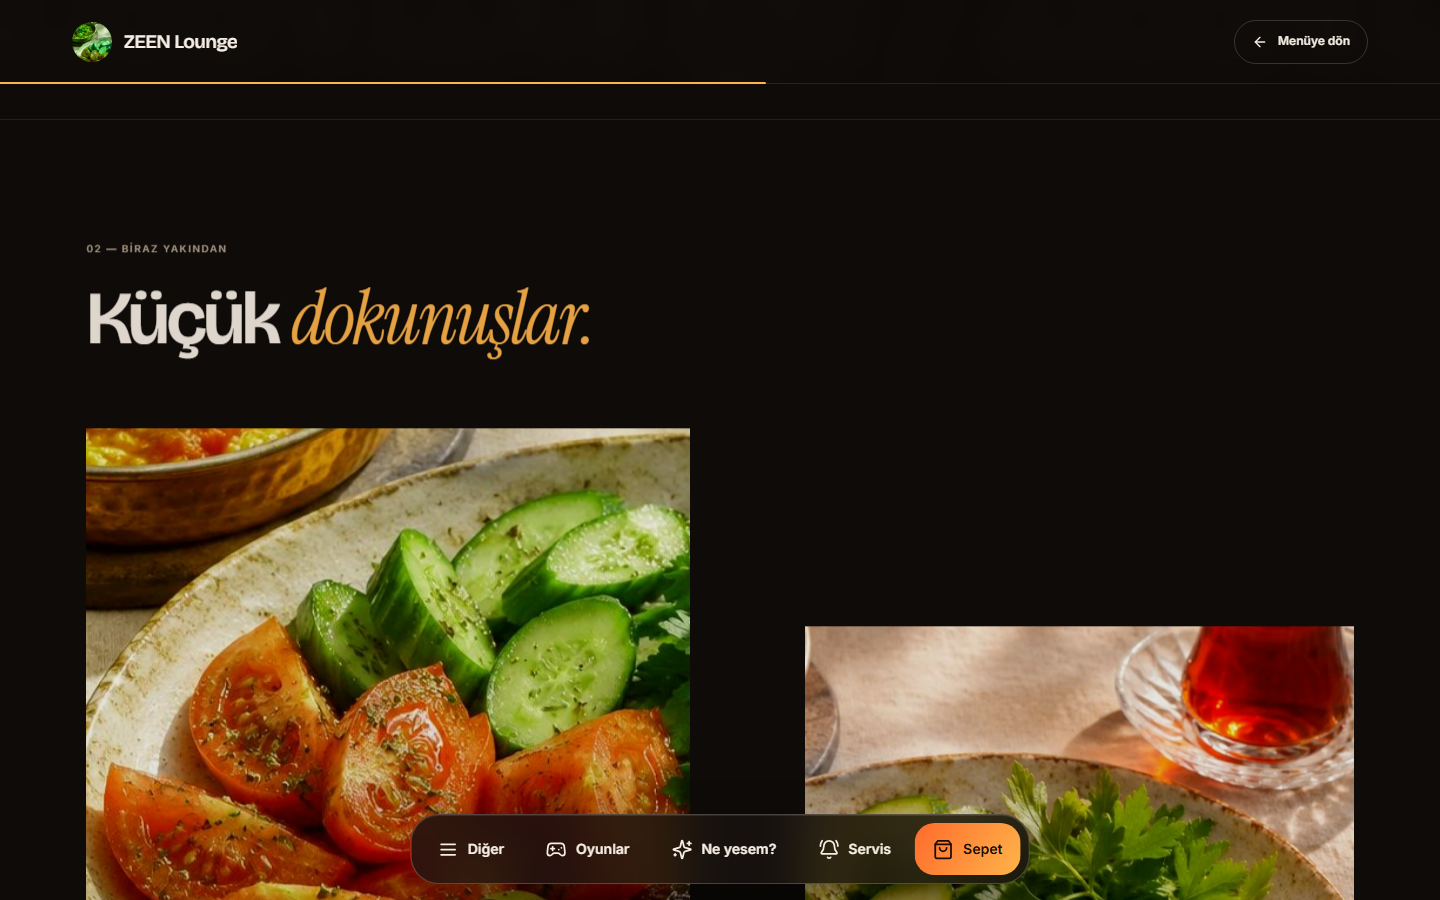 ZEEN Lounge
Menüye dön
02 — BİRAZ YAKINDAN
Küçük dokunuşlar.
Diğer
Oyunlar
Ne yesem?
Servis
Sepet